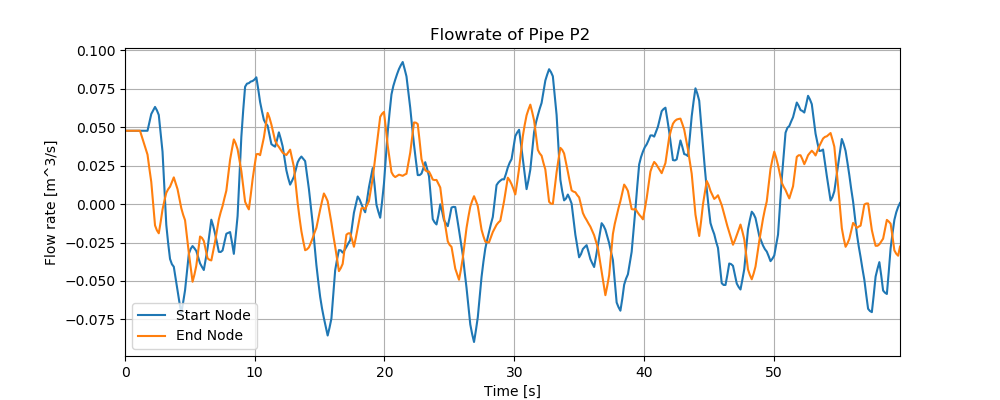 Flowrate of Pipe P2
Flow rate [m^3/s]
0.100
0.075
0.050
0.025
0.000
−0.025
−0.050
−0.075
Start Node
End Node
0 10 20 30 40 50
Time [s]